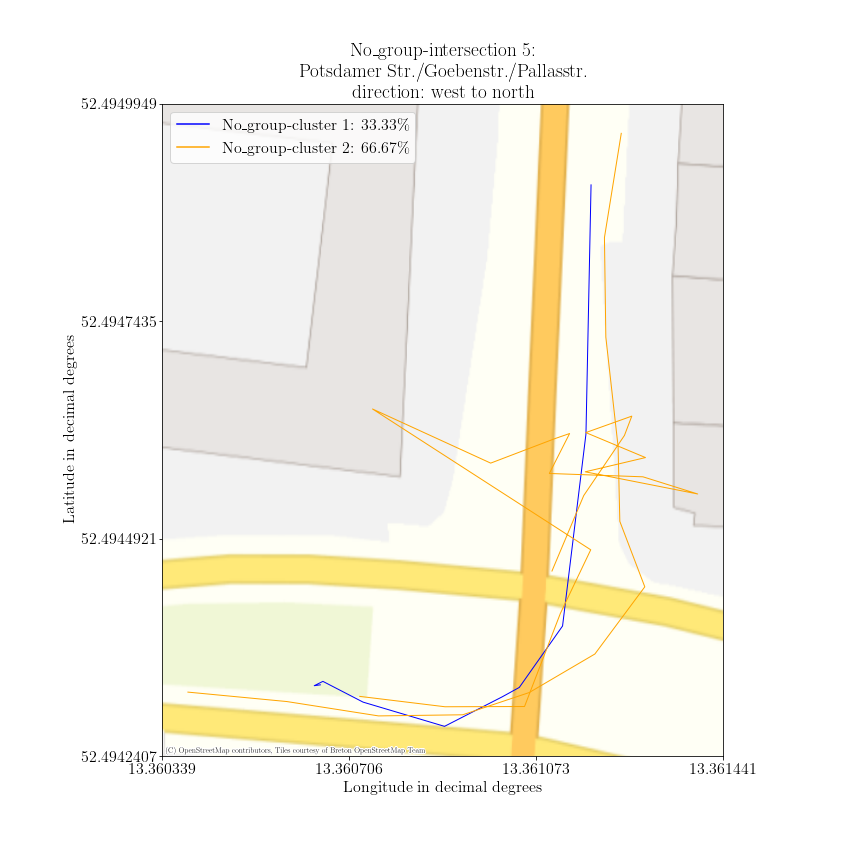 No_group-intersection 5:
Potsdamer Str./Goebenstr./Pallasstr.
direction: west to north
52.4949949
No_group-cluster 1: 33.33%
No_group-cluster 2: 66.67%
52.4947435
Latitude in decimal degrees
52.4944921
(C) OpenStreetMap contributors, Tiles courtesy of Breton OpenStreetMap Team
52.4942407
13.360339
13.360706
13.361073
13.361441
Longitude in decimal degrees